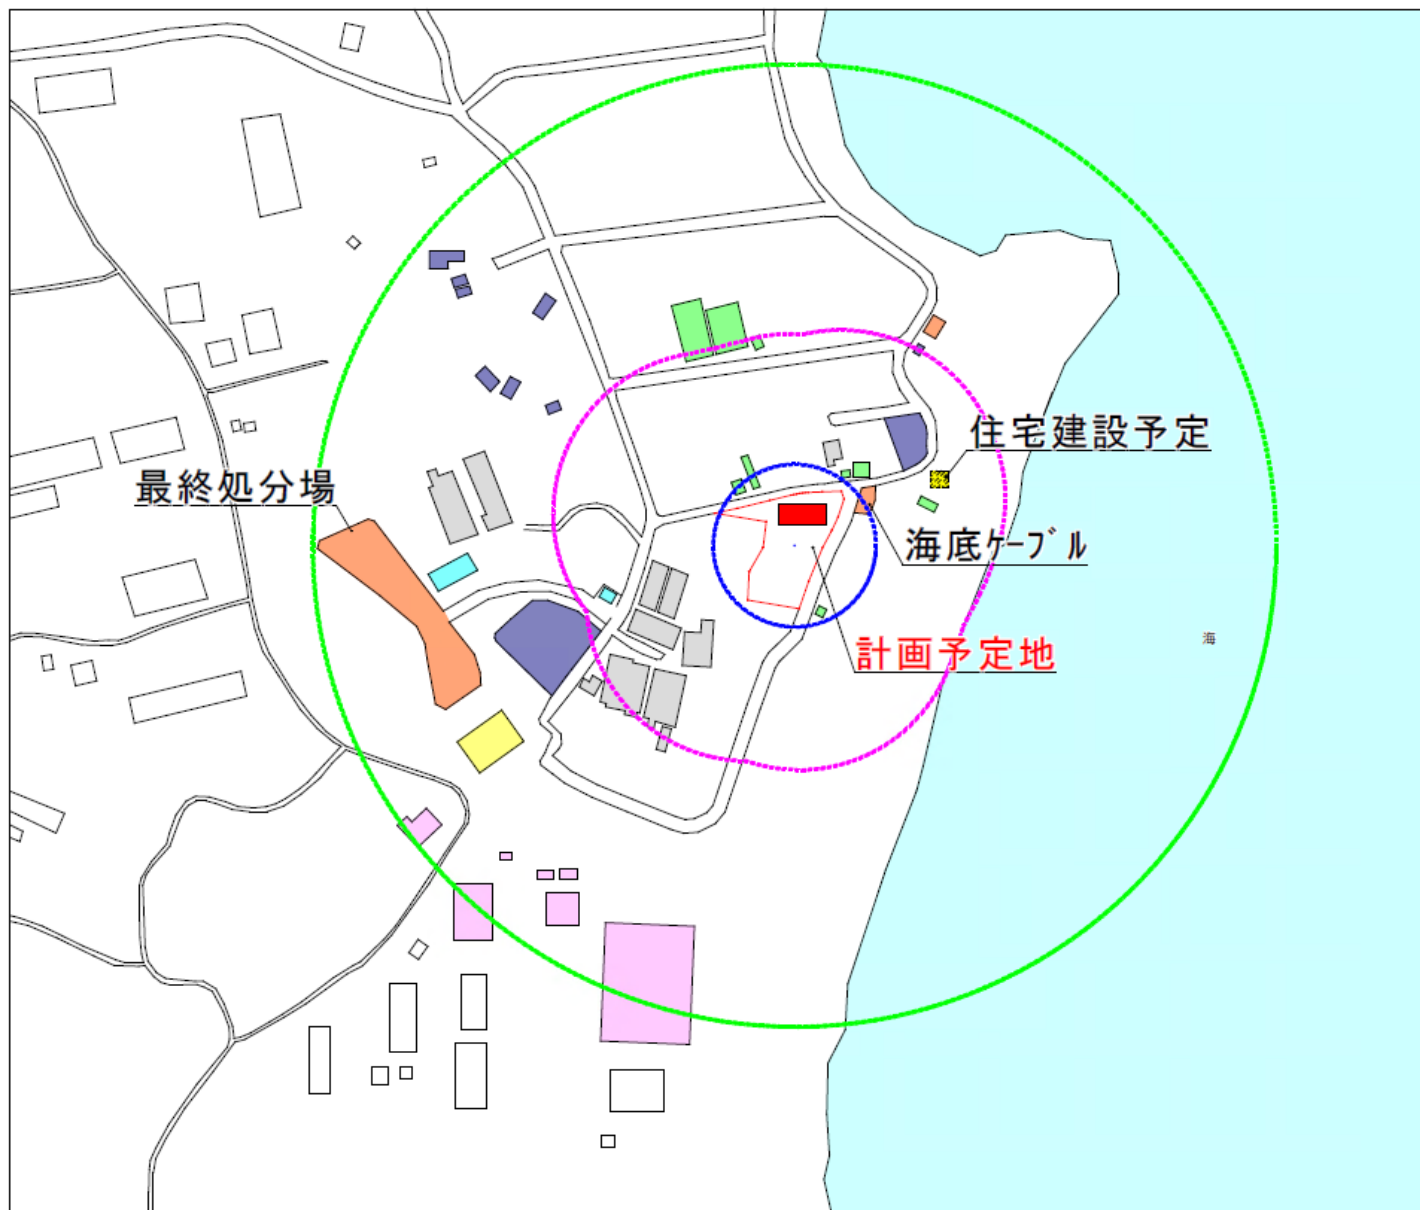 住宅建設予定
最終処分場
海底ｹｰﾌﾞﾙ
海
計画予定地